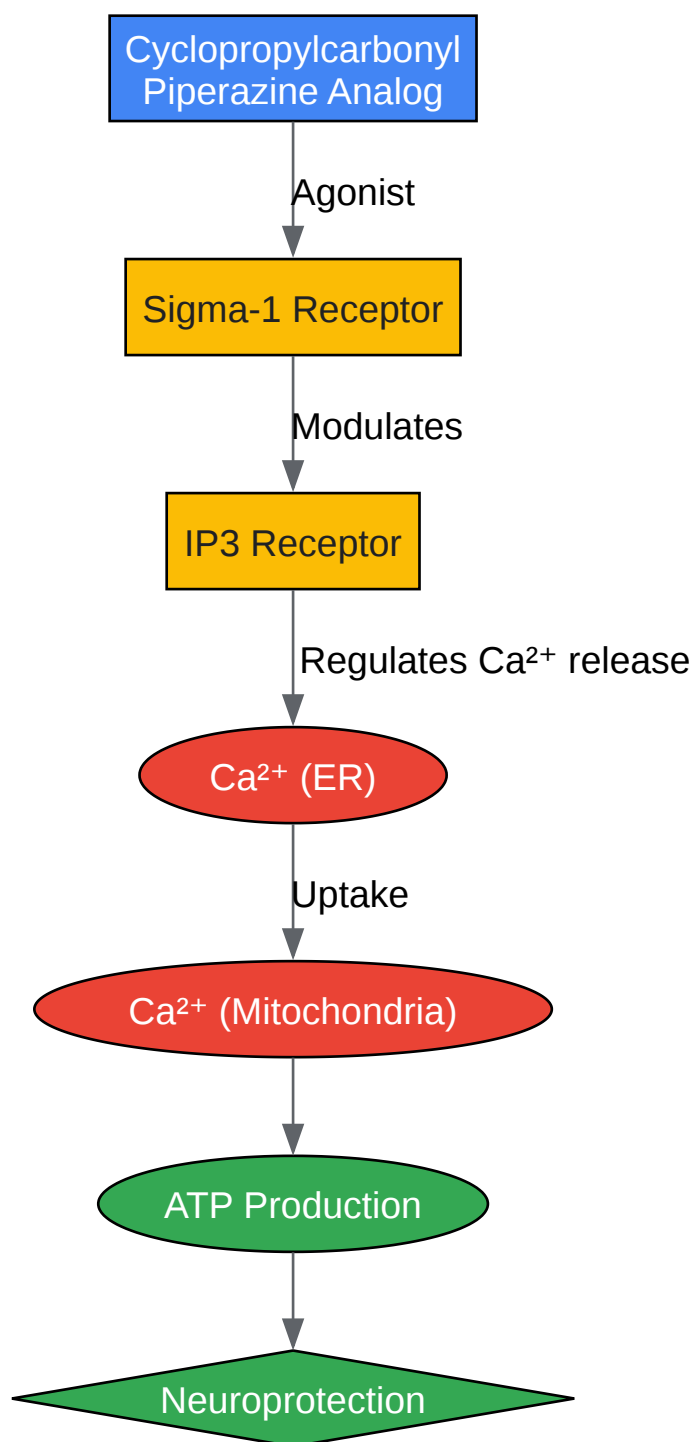 Cyclopropylcarbonyl
Piperazine Analog
Agonist
Sigma-1 Receptor
Modulates
IP3 Receptor
Regulates Ca²⁺ release
Ca²⁺ (ER)
Uptake
Ca²⁺ (Mitochondria)
ATP Production
Neuroprotection